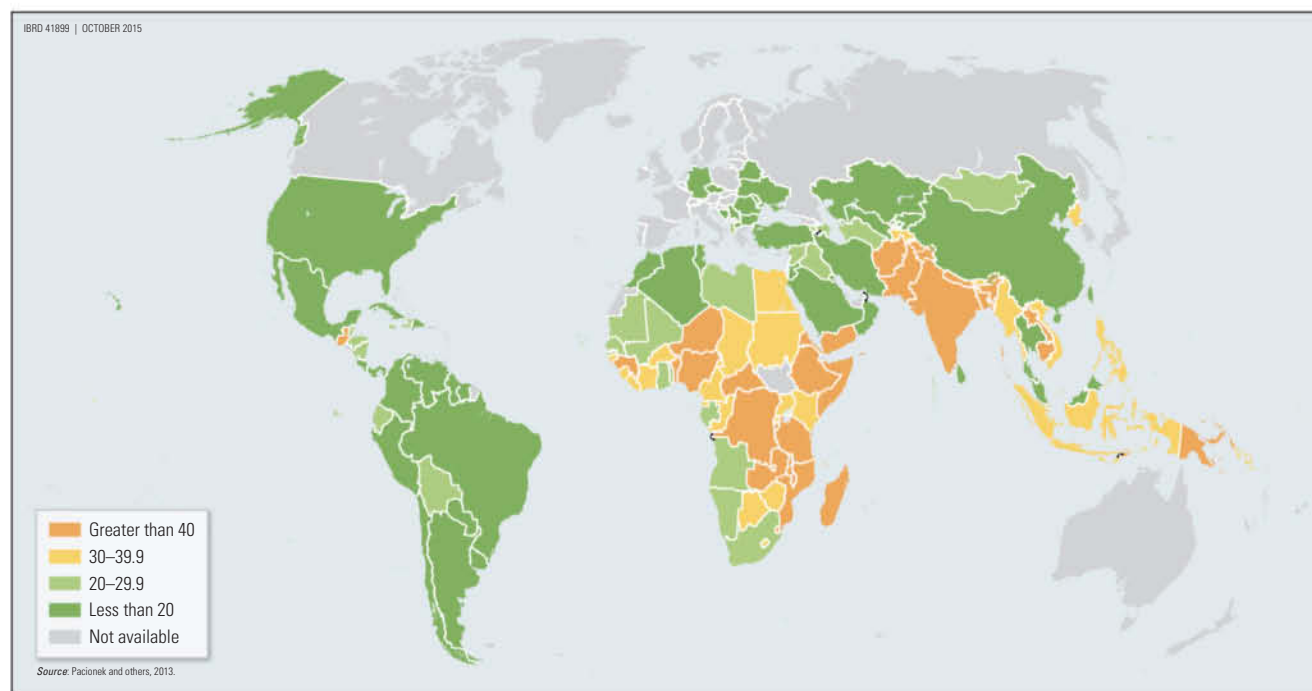 IBRD 41899 | OCTOBER 2015
Greater than 40
30–39.9
20–29.9
Less than 20
Not available
Source: Pacionek and others, 2013.